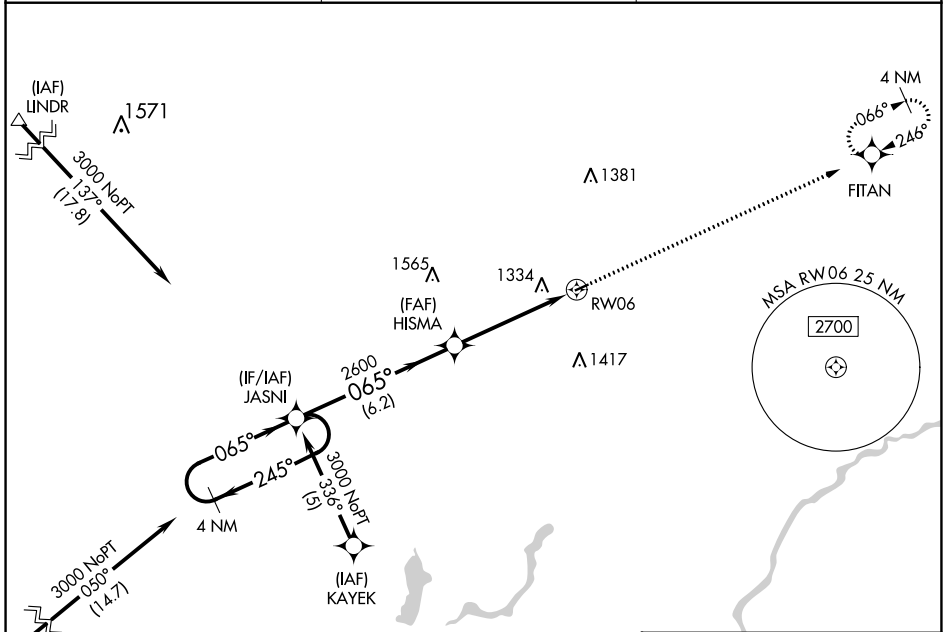 (IAF)
LINDR
1571
3000 NoPT
137°
(17.8)
4 NM
066°
246°
FITAN
1381
1565
1334
RW06
(FAF)
HISMA
MSA RW06 25 NM
2700
1417
2600
065°
(6.2)
(IF/IAF)
JASNI
065°
245°
4 NM
3000 NoPT
336°
(5)
(IAF)
KAYEK
3000 NoPT
050°
(14.7)